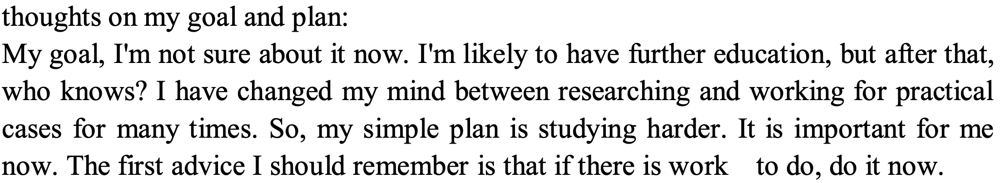 thoughts on my goal and plan:
My goal, I'm not sure about it now. I'm likely to have further education, but after that,
who knows? I have changed my mind between researching and working for practical
cases for many times. So, my simple plan is studying harder. It is important for me
now. The first advice I should remember is that if there is work to do, do it now.